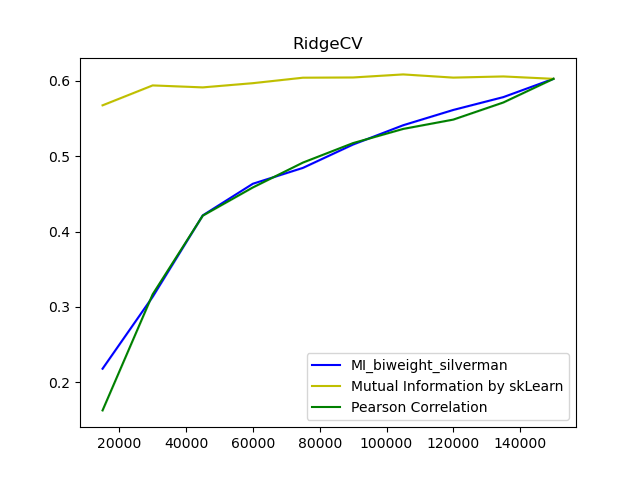 RidgeCV
0.6
0.5
0.4
0.3
0.2
MI_biweight_silverman
Mutual Information by skLearn
Pearson Correlation
20000 40000 60000 80000 100000 120000 140000